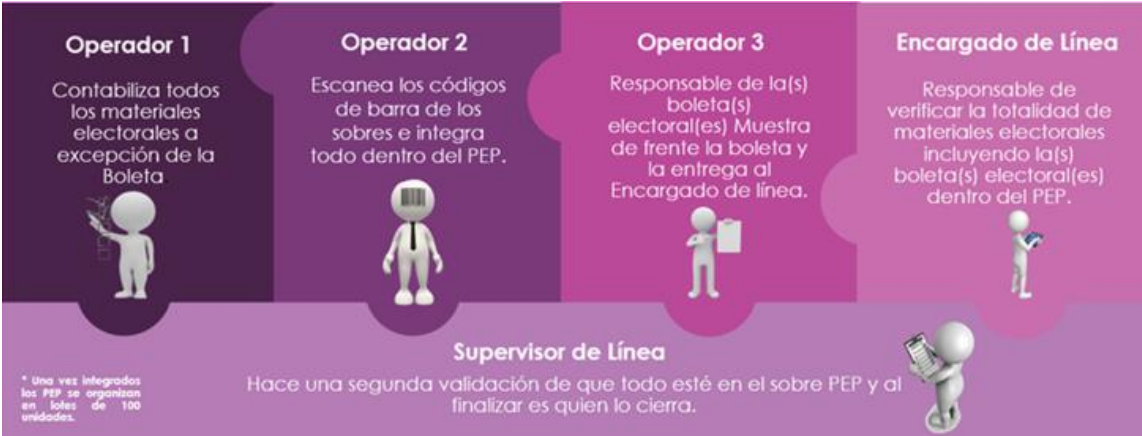 Operador 1
Contabiliza todos
los materiales
electorales a
excepción de la
Boleta
Operador 2
Escanea los códigos
de barra de los
sobres e integra
todo dentro del PEP.
Operador 3
Responsable de la(s)
boleta(s)
electoral(es) Muestra
de frente la boleta y
la entrega al
Encargado de línea.
Encargado de Línea
Responsable de
verificar la totalidad de
materiales electorales
incluyendo la(s)
boleta(s) electoral(es)
dentro del PEP.
Supervisor de Línea
Hace una segunda validación de que todo esté en el sobre PEP y al
finalizar es quien lo cierra.
* Una vez integrados
los PEP se organizan
en lotes de 100
unidades.